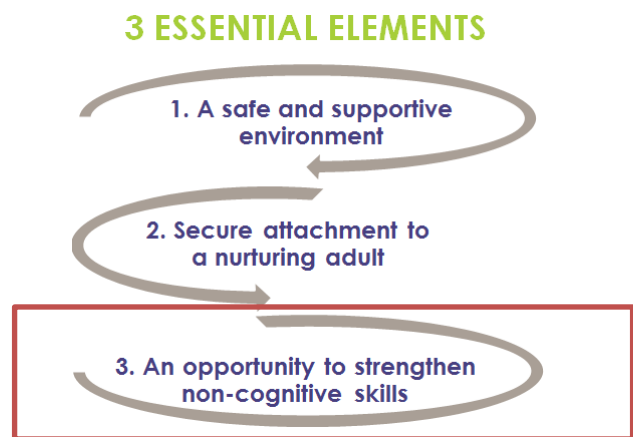 3 ESSENTIAL ELEMENTS
1. A safe and supportive
environment
2. Secure attachment to
a nurturing adult
3. An opportunity to strengthen
non-cognitive skills